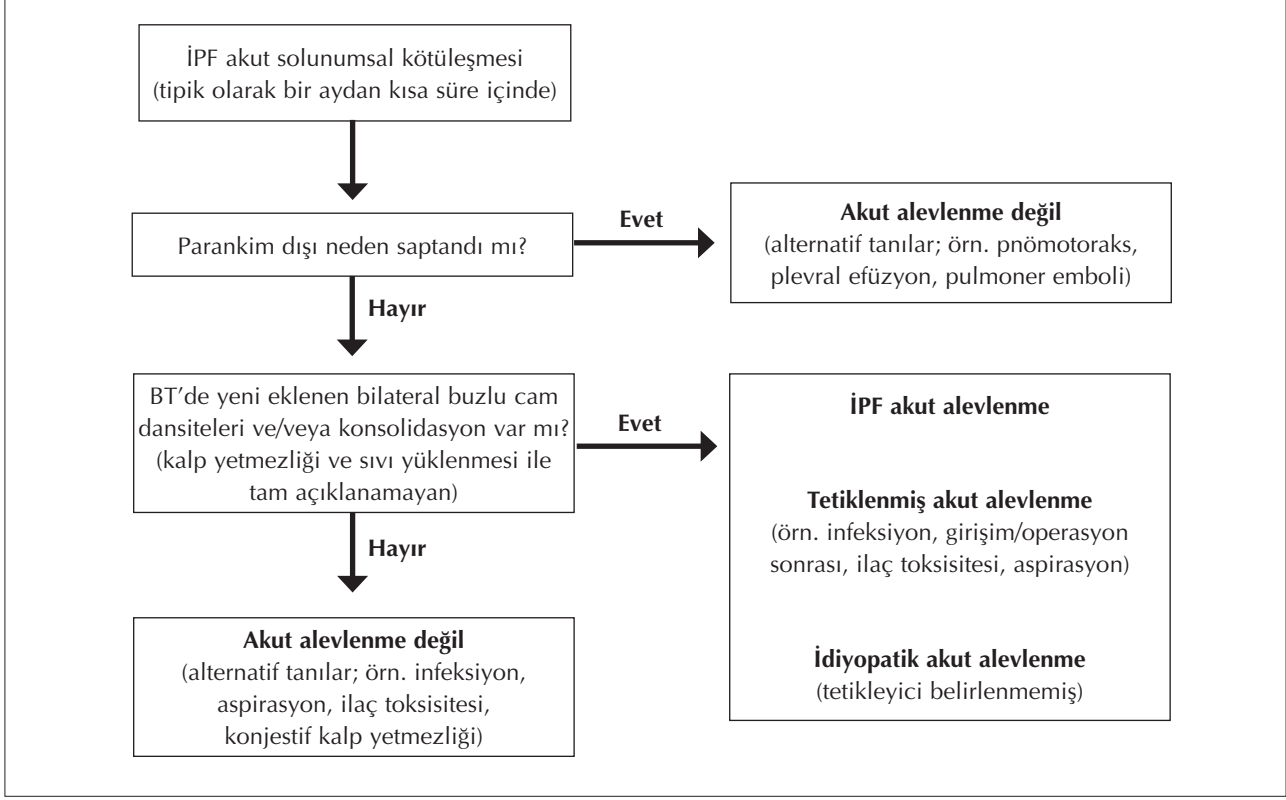 İPF akut solunumsal kötüleşmesi
(tipik olarak bir aydan kısa süre içinde)
Parankim dışı neden saptandı mı?
Evet
Akut alevlenme değil
(alternatif tanılar; örn. pnömotoraks,
plevral efüzyon, pulmoner emboli)
Hayır
BT’de yeni eklenen bilateral buzlu cam
dansiteleri ve/veya konsolidasyon var mı?
(kalp yetmezliği ve sıvı yüklenmesi ile
tam açıklanamayan)
Evet
İPF akut alevlenme
Tetiklenmiş akut alevlenme
(örn. infeksiyon, girişim/operasyon
sonrası, ilaç toksisitesi, aspirasyon)
İdiyopatik akut alevlenme
(tetikleyici belirlenmemiş)
Hayır
Akut alevlenme değil
(alternatif tanılar; örn. infeksiyon,
aspirasyon, ilaç toksisitesi,
konjestif kalp yetmezliği)